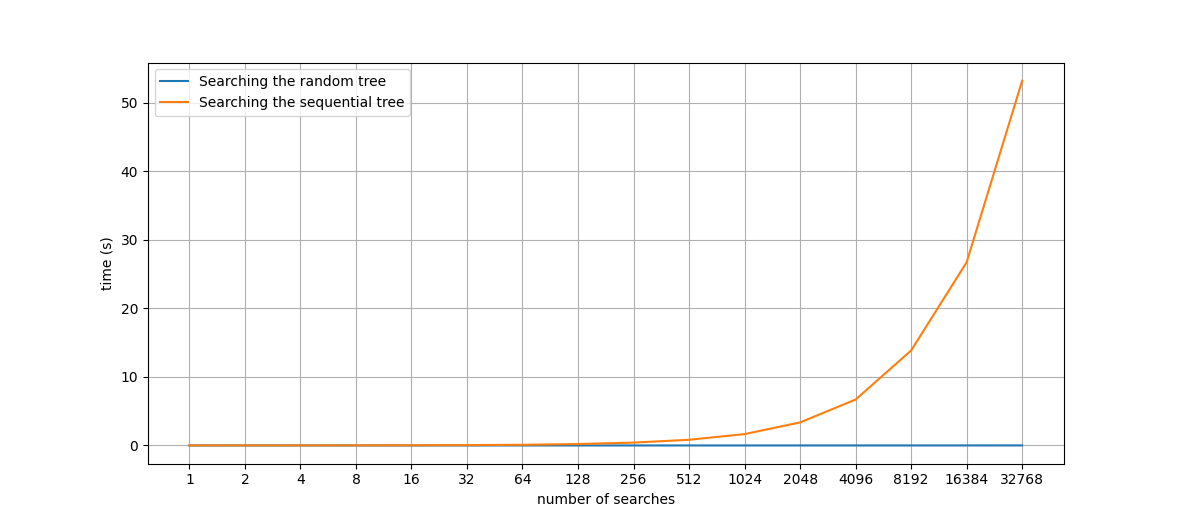 Searching the random tree
Searching the sequential tree
50
40
30
20
10
0
time (s)
1 2 4 8 16 32 64 128 256 512 1024 2048 4096 8192 16384 32768
number of searches